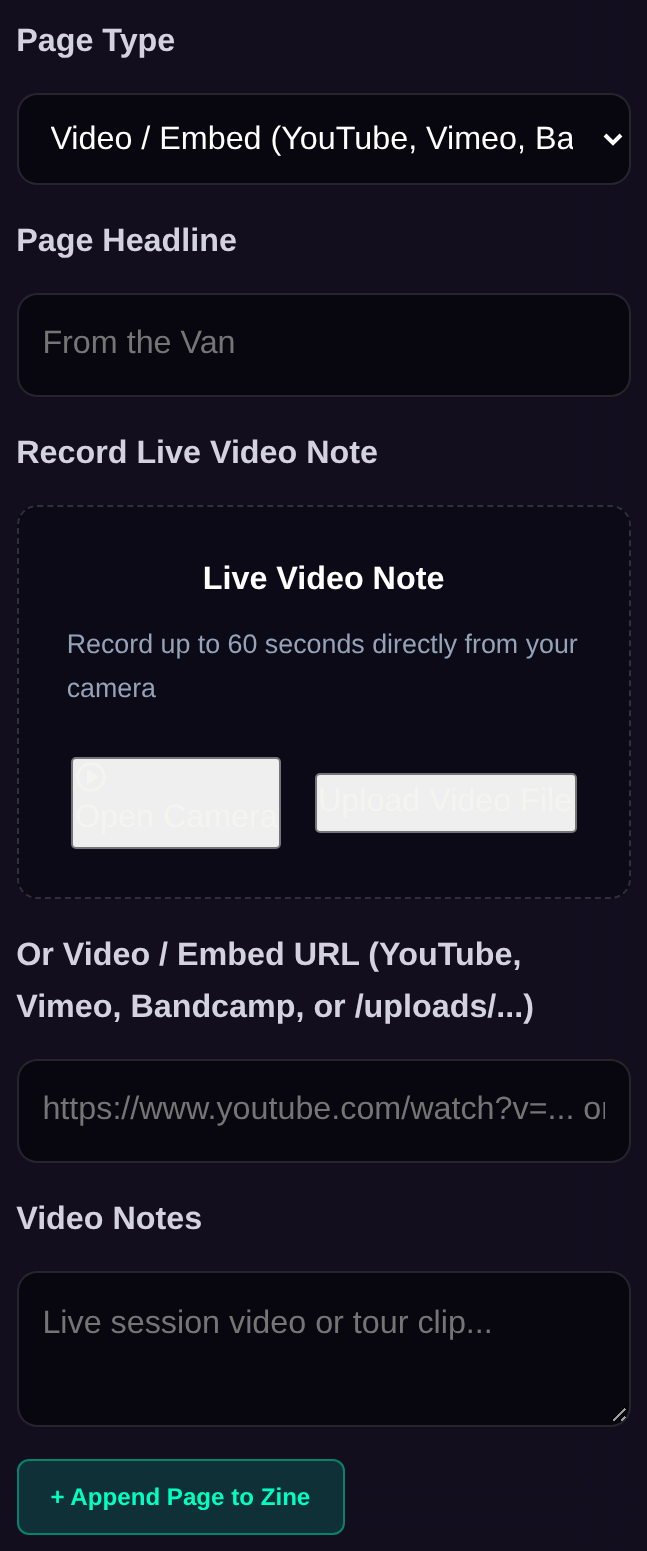 Page Type
Video / Embed (YouTube, Vimeo, Ba
Page Headline
From the Van
Record Live Video Note
Live Video Note
Record up to 60 seconds directly from your
camera
Open Camera
Upload Video File
Or Video / Embed URL (YouTube,
Vimeo, Bandcamp, or /uploads/...)
https://www.youtube.com/watch?v=... or
Video Notes
Live session video or tour clip...
+ Append Page to Zine